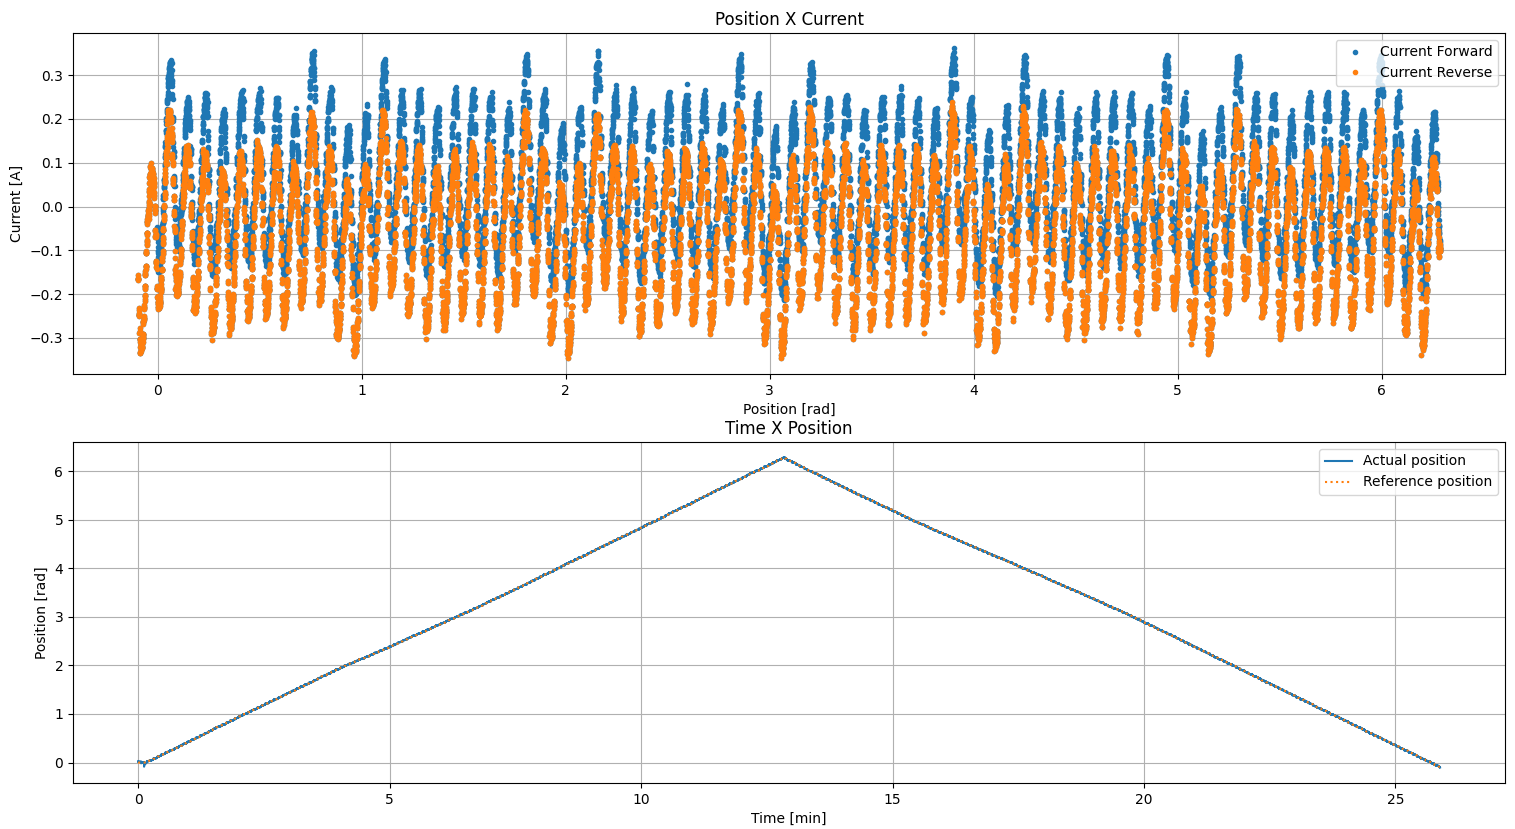 Position X Current
Current Forward
Current Reverse
0.3
0.2
0.1
0.0
−0.1
−0.2
−0.3
Current [A]
0 1 2 3 4 5 6
Position [rad]
Time X Position
Actual position
Reference position
6
5
4
3
2
1
0
Position [rad]
0 5 10 15 20 25
Time [min]